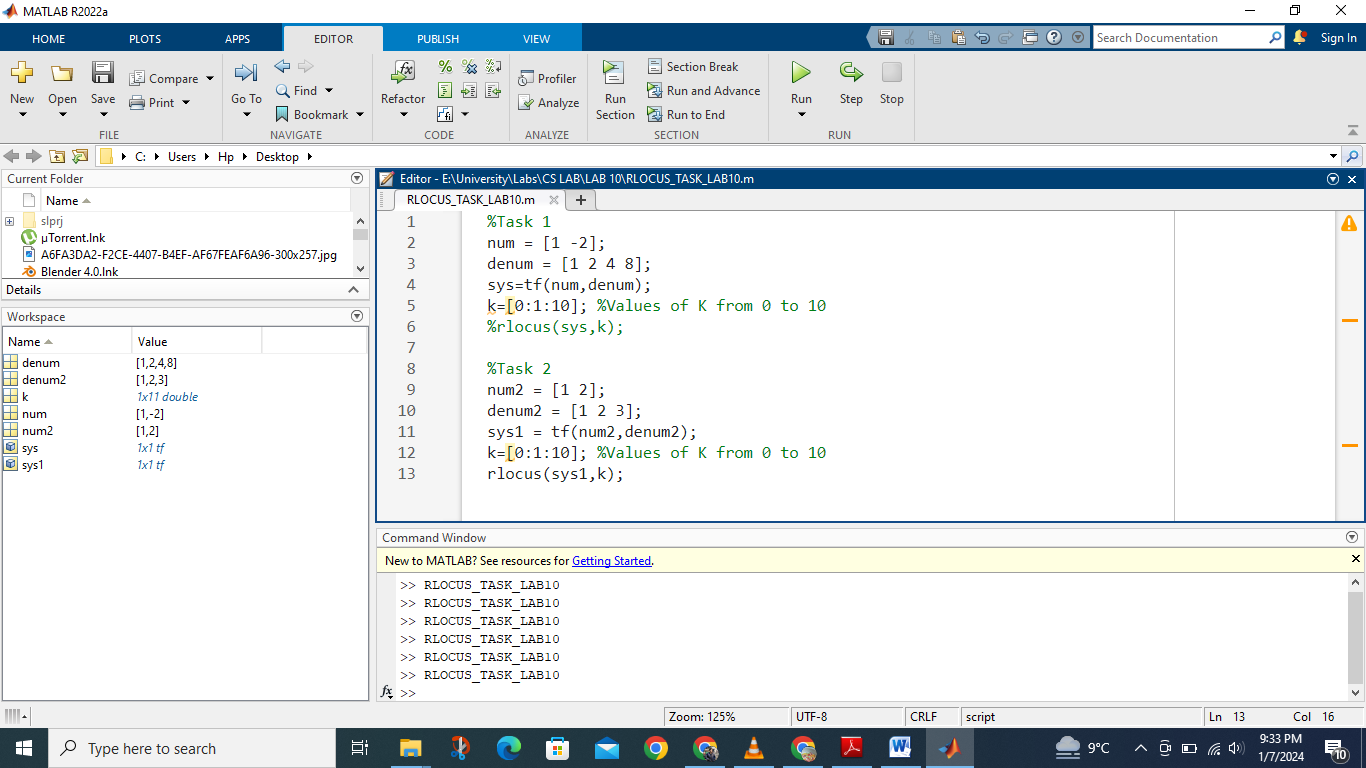 MATLAB R2022a
HOME PLOTS APPS EDITOR PUBLISH VIEW Search Documentation Sign In
New Open Save Compare Print Go To Find Bookmark Refactor Profiler Analyze Run Section Section Break Run and Advance Run to End Run Step Stop
FILE NAVIGATE CODE ANALYZE SECTION RUN
C: Users Hp Desktop
Current Folder
Name
slprj
µTorrent.lnk
A6FA3DA2-F2CE-4407-B4EF-AF67FEAF6A96-300x257.jpg
Blender 4.0.lnk
Details
Workspace
Name Value
denum [1,2,4,8]
denum2 [1,2,3]
k 1x11 double
num [1,-2]
num2 [1,2]
sys 1x1 tf
sys1 1x1 tf
Editor - E:\University\Labs\CS LAB\LAB 10\RLOCUS_TASK_LAB10.m
RLOCUS_TASK_LAB10.m
1 %Task 1
2 num = [1 -2];
3 denum = [1 2 4 8];
4 sys=tf(num,denum);
5 k=[0:1:10]; %Values of K from 0 to 10
6 %rlocus(sys,k);
7
8 %Task 2
9 num2 = [1 2];
10 denum2 = [1 2 3];
11 sys1 = tf(num2,denum2);
12 k=[0:1:10]; %Values of K from 0 to 10
13 rlocus(sys1,k);
Command Window
New to MATLAB? See resources for Getting Started.
>> RLOCUS_TASK_LAB10
>> RLOCUS_TASK_LAB10
>> RLOCUS_TASK_LAB10
>> RLOCUS_TASK_LAB10
>> RLOCUS_TASK_LAB10
>> RLOCUS_TASK_LAB10
fx >>
Zoom: 125% UTF-8 CRLF script Ln 13 Col 16
Type here to search 9°C 9:33 PM
1/7/2024 10